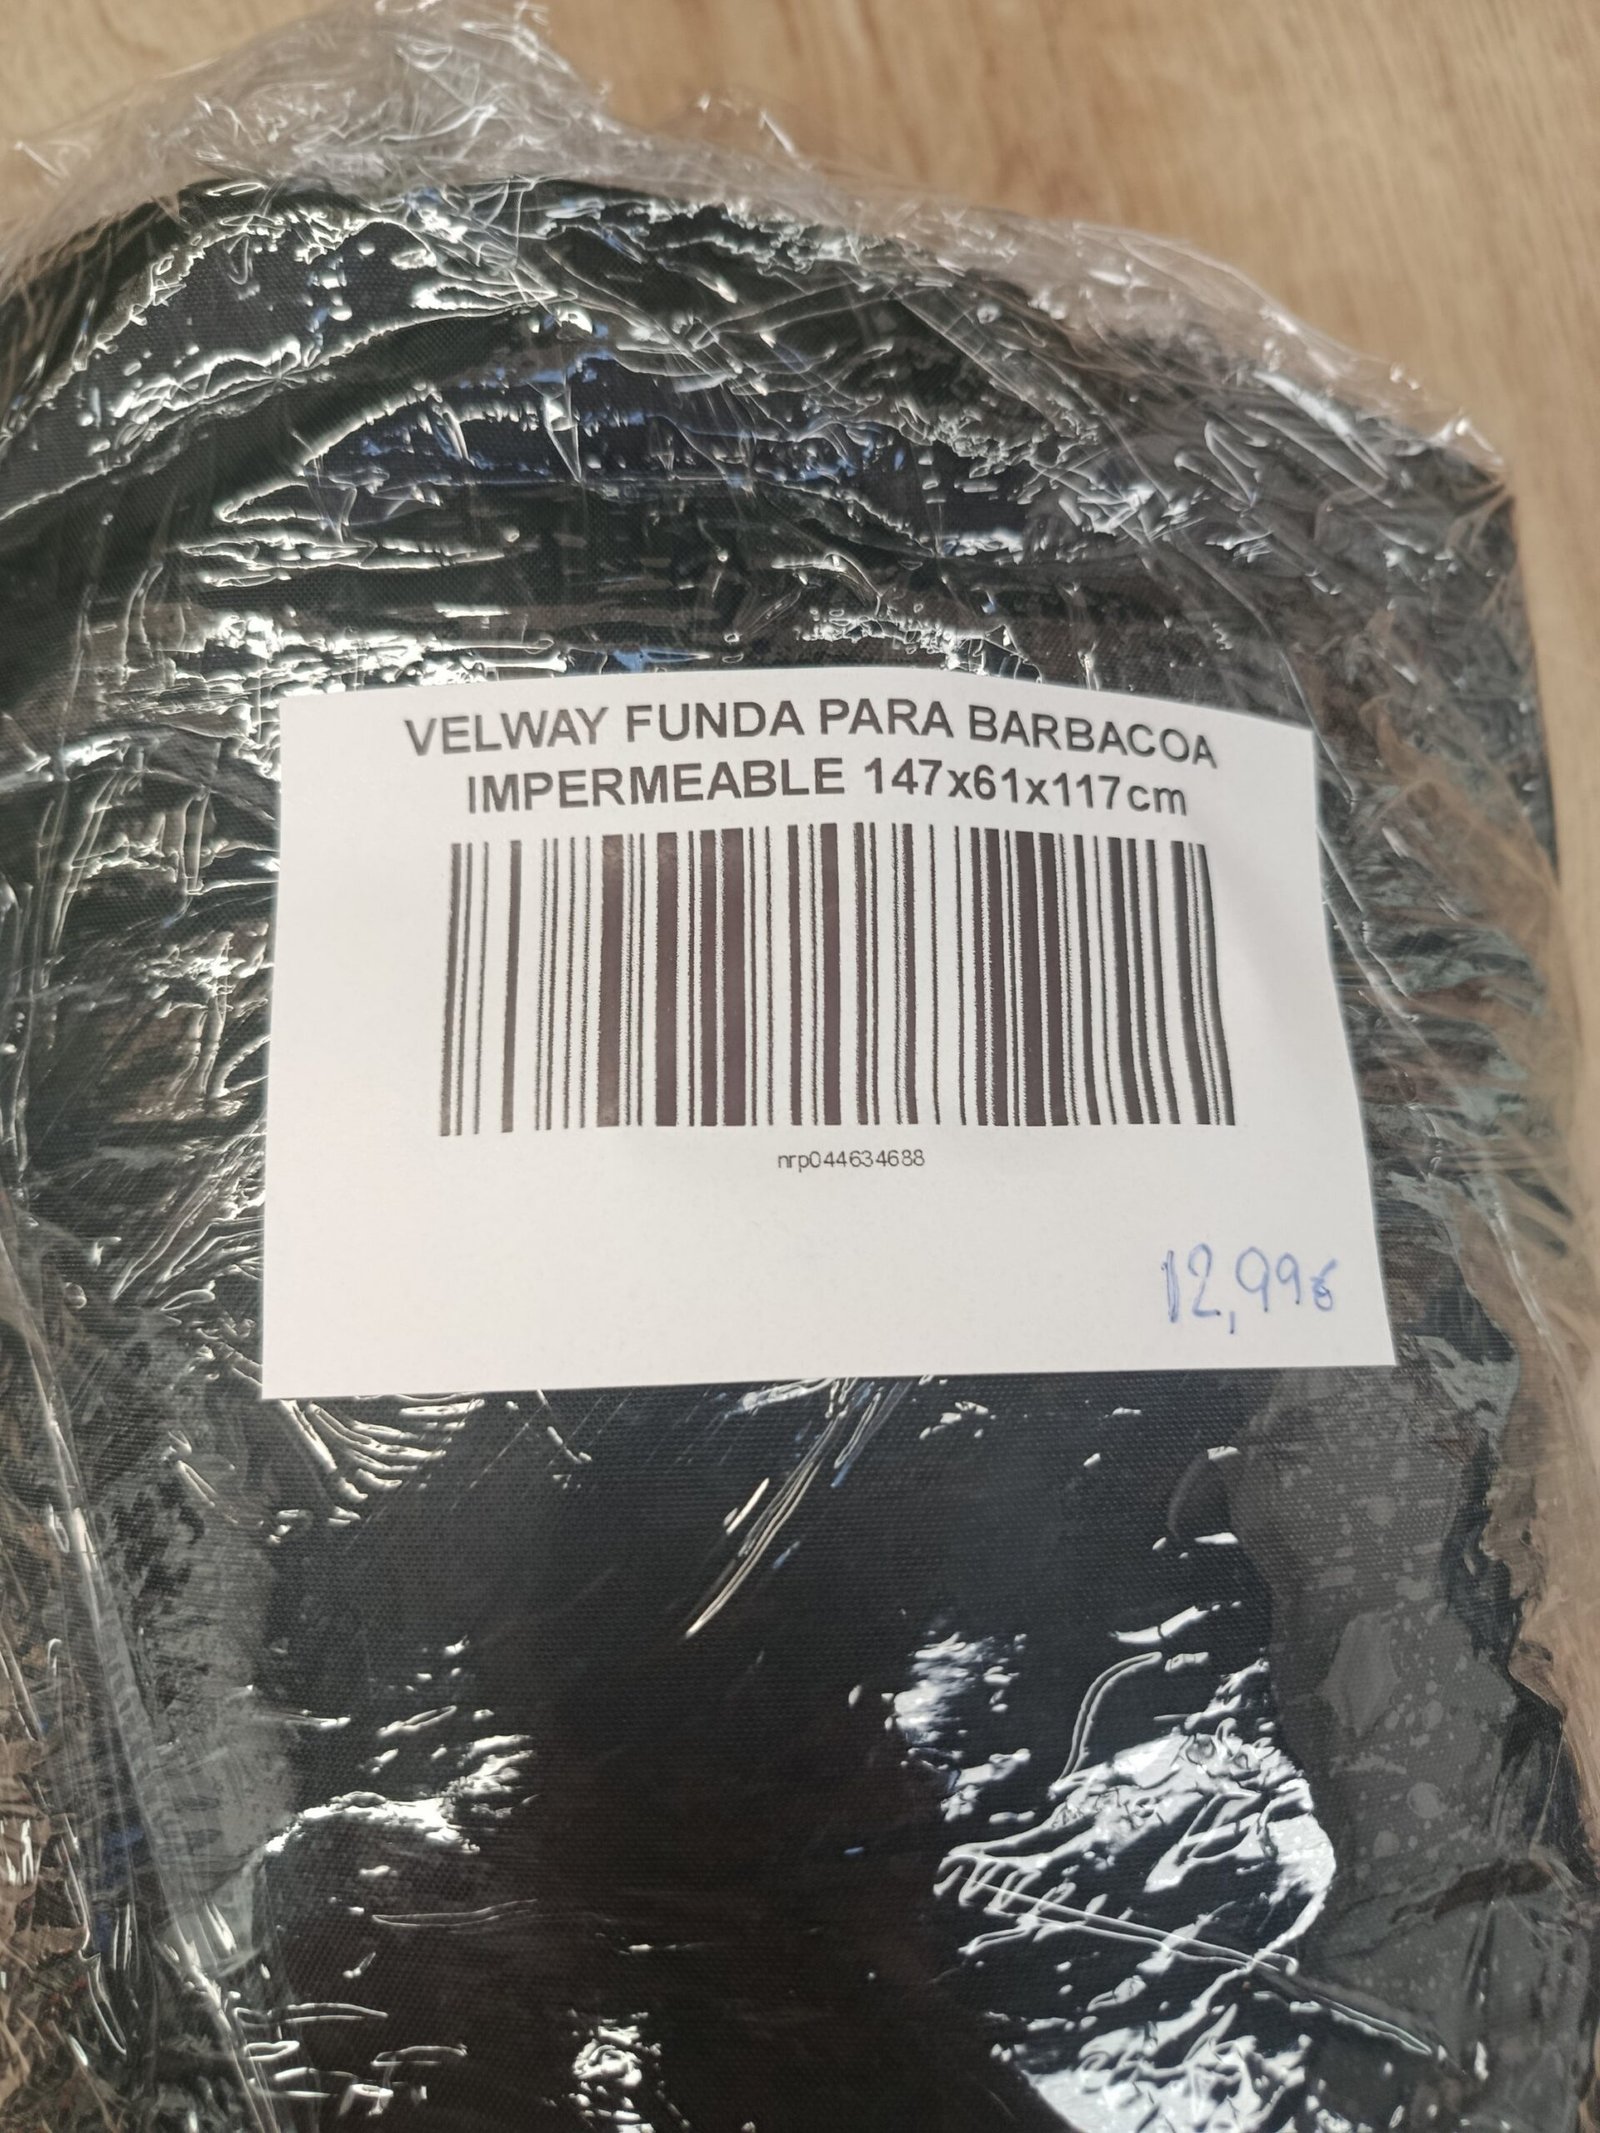 VELWAY FUNDA PARA BARBACOA
IMPERMEABLE 147x61x117cm
nrp044634688
12,99€